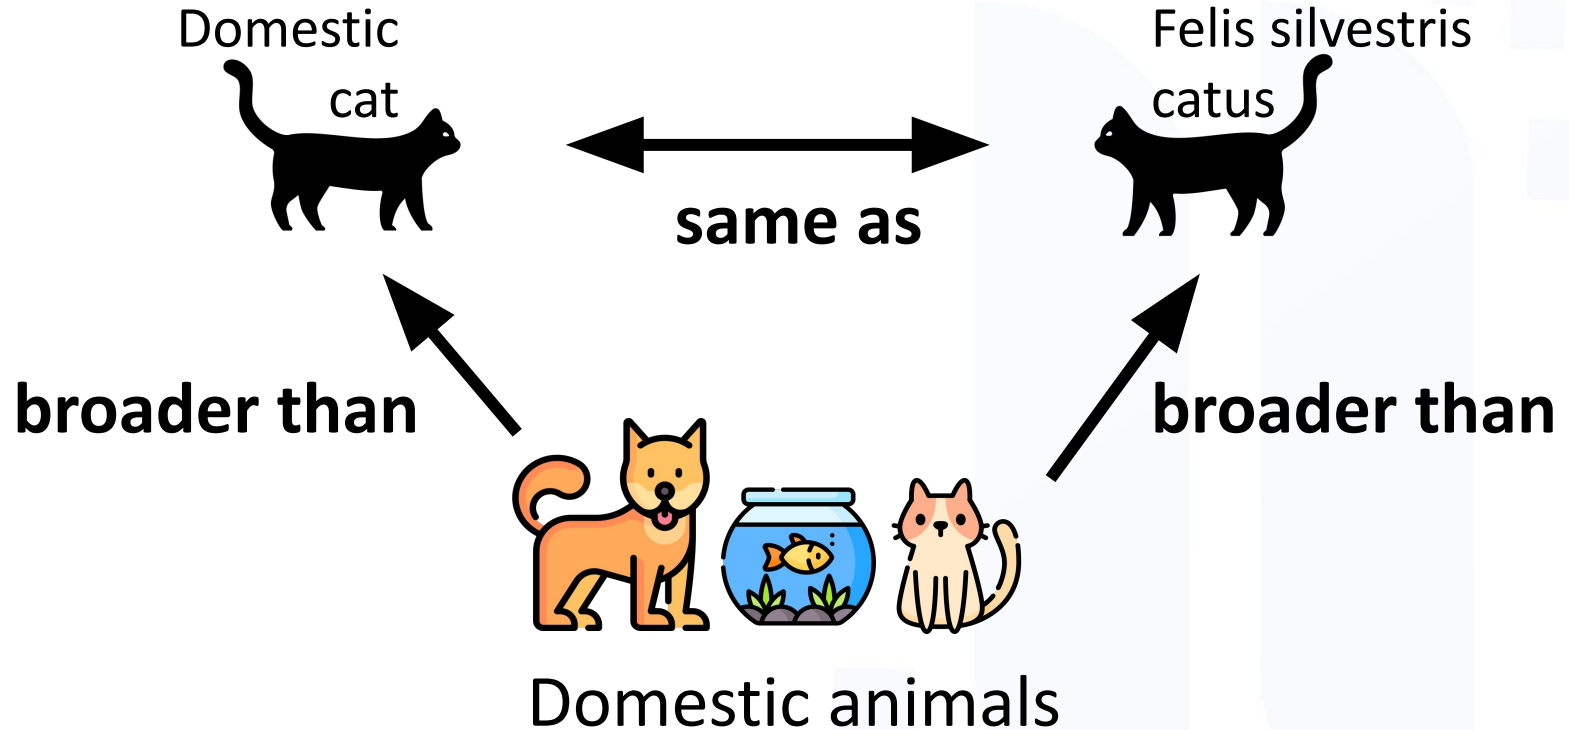 Domestic
cat
Felis silvestris
catus
same as
broader than
broader than
Domestic animals